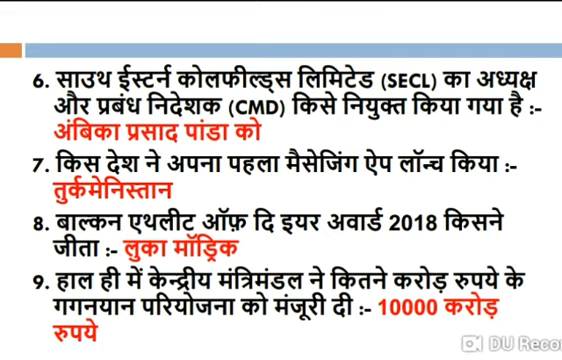 6. साउथ ईस्टर्न कोलफील्ड्स लिमिटेड (SECL) का अध्यक्ष
और प्रबंध निदेशक (CMD) किसे नियुक्त किया गया है :-
अंबिका प्रसाद पांडा को
7. किस देश ने अपना पहला मैसेजिंग ऐप लॉन्च किया :-
तुर्कमेनिस्तान
8. बाल्कन एथलीट ऑफ़ दि इयर अवार्ड 2018 किसने
जीता :- लुका मॉड्रिक
9. हाल ही में केन्द्रीय मंत्रिमंडल ने कितने करोड़ रुपये के
गगनयान परियोजना को मंजूरी दी :- 10000 करोड़
रुपये
DU Reco